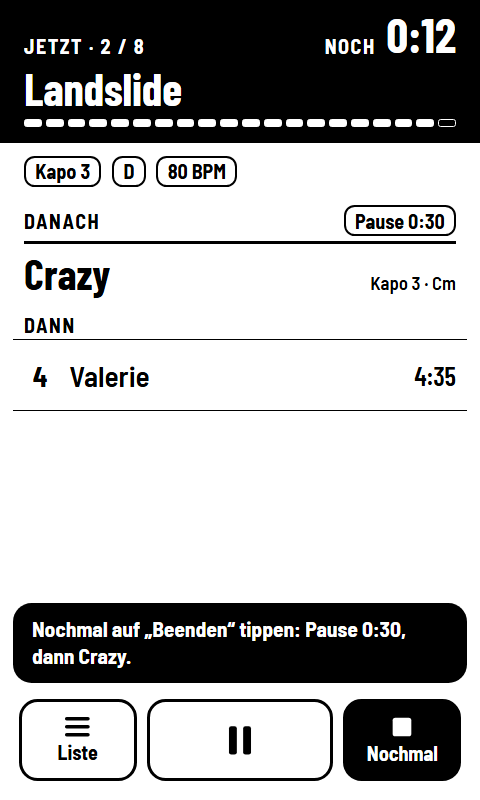 JETZT · 2 / 8
NOCH 0:12
Landslide
Kapo 3
D
80 BPM
DANACH
Pause 0:30
Crazy
Kapo 3 · Cm
DANN
4 Valerie 4:35
Nochmal auf „Beenden“ tippen: Pause 0:30,
dann Crazy.
Liste
Nochmal